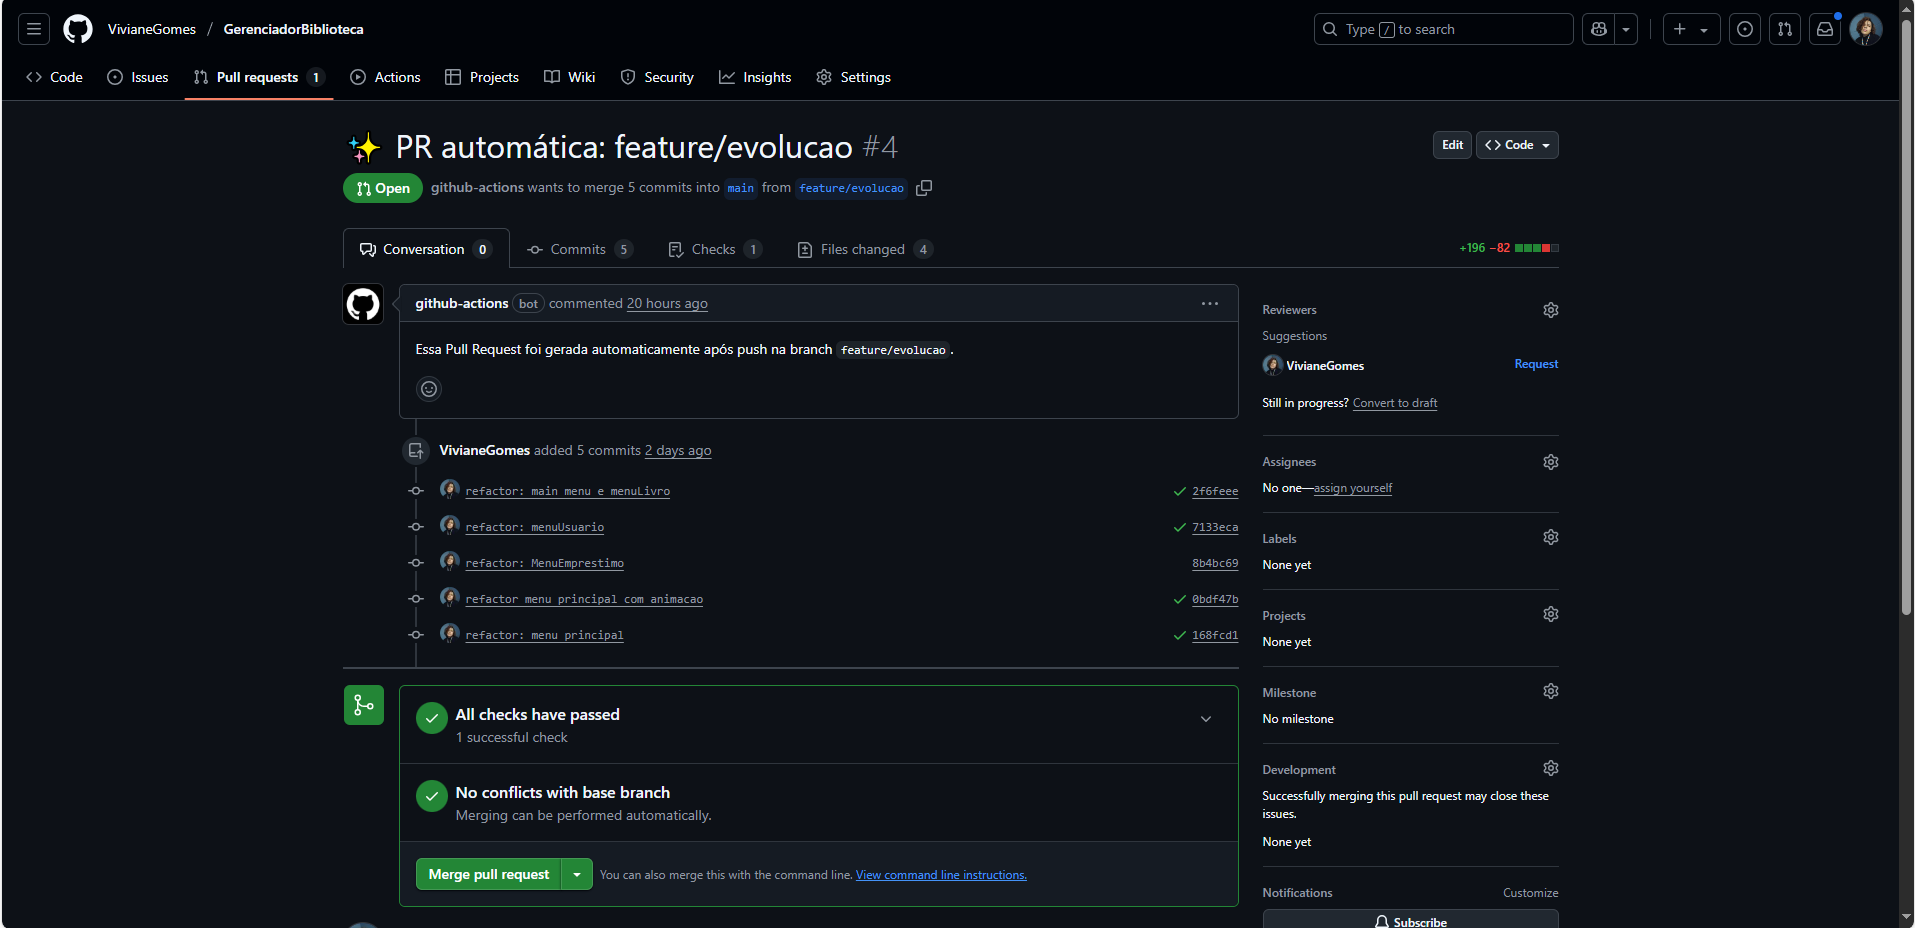 VivianeGomes / GerenciadorBiblioteca
Type / to search
Code Issues Pull requests 1 Actions Projects Wiki Security Insights Settings
PR automática: feature/evolucao #4
Edit <> Code
Open github-actions wants to merge 5 commits into main from feature/evolucao
Conversation 0 Commits 5 Checks 1 Files changed 4
+196 −82
github-actions bot commented 20 hours ago
Essa Pull Request foi gerada automaticamente após push na branch feature/evolucao.
VivianeGomes added 5 commits 2 days ago
refactor: main menu e menuLivro 2f6feee
refactor: menuUsuario 7133eca
refactor: MenuEmprestimo 8b4bc69
refactor menu principal com animacao 0bdf47b
refactor: menu principal 168fcd1
All checks have passed
1 successful check
No conflicts with base branch
Merging can be performed automatically.
Merge pull request You can also merge this with the command line. View command line instructions.
Reviewers
Suggestions
VivianeGomes Request
Still in progress? Convert to draft
Assignees
No one—assign yourself
Labels
None yet
Projects
None yet
Milestone
No milestone
Development
Successfully merging this pull request may close these
issues.
None yet
Notifications Customize
Subscribe